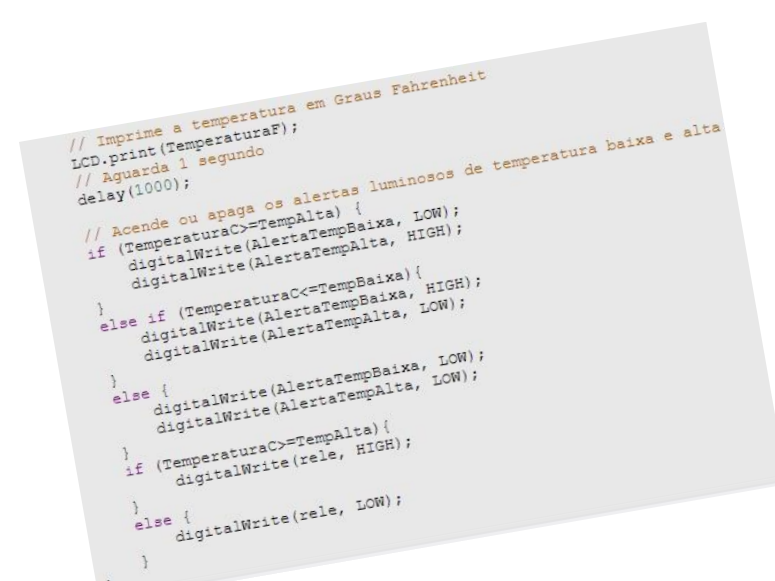 // Imprime a temperatura em Graus Fahrenheit
LCD.print(TemperaturaF);
// Aguarda 1 segundo
delay(1000);

// Acende ou apaga os alertas luminosos de temperatura baixa e alta
if (TemperaturaC>=TempAlta) {
    digitalWrite(AlertaTempBaixa, LOW);
    digitalWrite(AlertaTempAlta, HIGH);
}
else if (TemperaturaC<=TempBaixa){
    digitalWrite(AlertaTempBaixa, HIGH);
    digitalWrite(AlertaTempAlta, LOW);
}
else {
    digitalWrite(AlertaTempBaixa, LOW);
    digitalWrite(AlertaTempAlta, LOW);
}
if (TemperaturaC>=TempAlta){
    digitalWrite(rele, HIGH);
}
else {
    digitalWrite(rele, LOW);
}